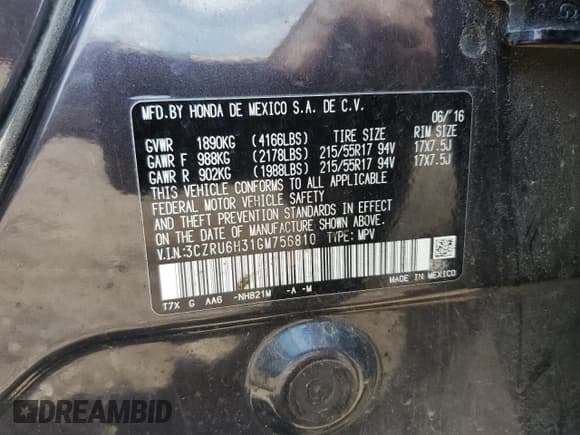 MFD.BY HONDA DE MEXICO S.A. DE C.V.
06/'16
GVWR 1890KG (4166LBS) TIRE SIZE RIM SIZE
GAWR F 988KG (2178LBS) 215/55R17 94V 17X7.5J
GAWR R 902KG (1988LBS) 215/55R17 94V 17X7.5J
THIS VEHICLE CONFORMS TO ALL APPLICABLE
FEDERAL MOTOR VEHICLE SAFETY
AND THEFT PREVENTION STANDARDS IN EFFECT
ON THE DATE OF MANUFACTURE SHOWN ABOVE.
V.I.N:3CZRU6H31GM756810 TYPE: MPV
T7X G AA6 -NH821M -A -M
MADE IN MEXICO
DREAMBID